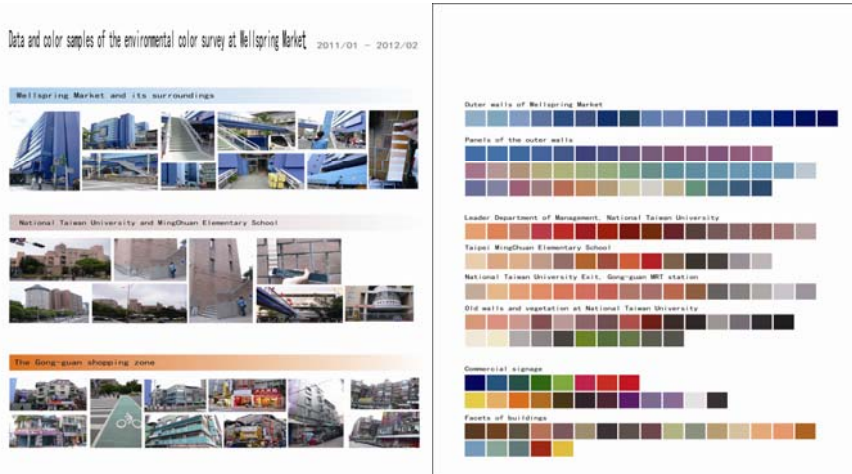 Data and color samples of the environmental color survey at Wellspring Market 2011/01 - 2012/02
Wellspring Market and its surroundings
National Taiwan University and MingChuan Elementary School
The Gong-guan shopping zone
Outer walls of Wellspring Market
Panels of the outer walls
Leader Department of Management, National Taiwan University
Taipei MingChuan Elementary School
National Taiwan University Exit, Gong-guan MRT station
Old walls and vegetation at National Taiwan University
Commercial signage
Facets of buildings